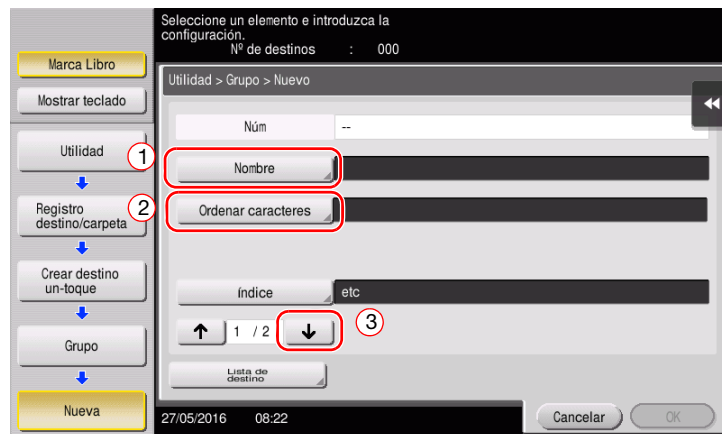 Seleccione un elemento e introduzca la
configuración.
Nº de destinos : 000
Marca Libro
Mostrar teclado
Utilidad
Registro
destino/carpeta
Crear destino
un-toque
Grupo
Nueva
Utilidad > Grupo > Nuevo
Núm --
1
Nombre
2
Ordenar caracteres
índice etc
↑ 1 / 2 ↓
3
Lista de
destino
27/05/2016 08:22
Cancelar
OK